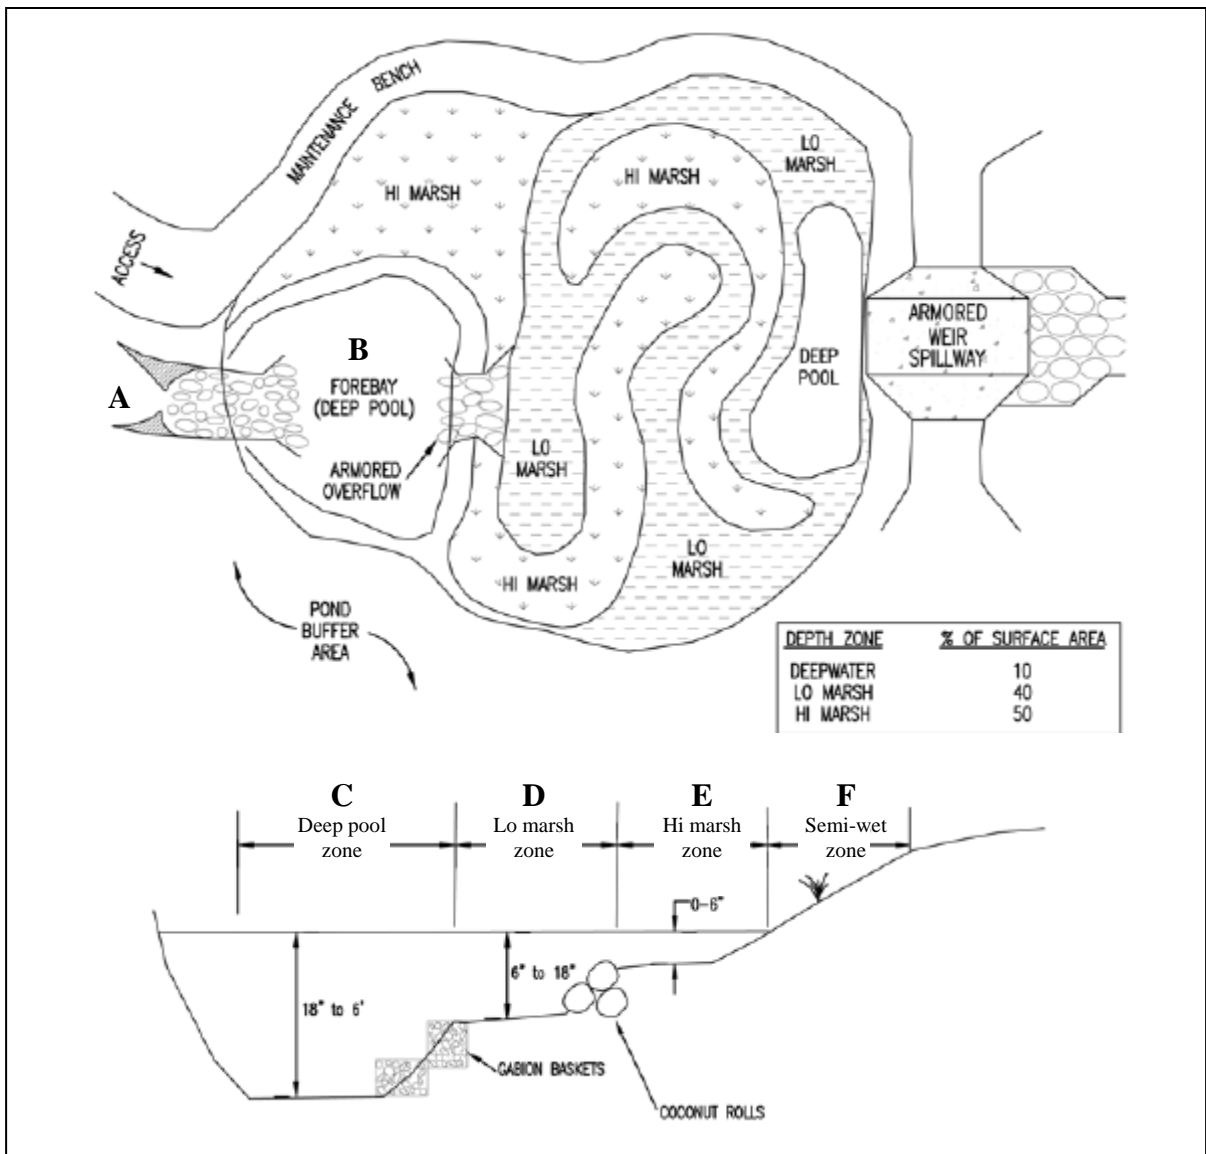 MAINTENANCE BENCH
ACCESS
HI MARSH
HI MARSH
LO
MARSH
A
B
FOREBAY
(DEEP POOL)
ARMORED
OVERFLOW
LO
MARSH
DEEP
POOL
ARMORED
WEIR
SPILLWAY
HI MARSH
LO
MARSH
POND
BUFFER
AREA
DEPTH ZONE % OF SURFACE AREA
DEEPWATER 10
LO MARSH 40
HI MARSH 50
C D E F
Deep pool Lo marsh Hi marsh Semi-wet
zone zone zone zone
0-6"
6" to 18"
18" to 6'
GABION BASKETS
COCONUT ROLLS